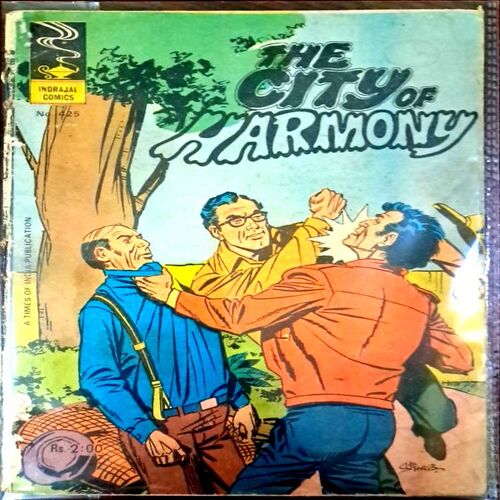 INDRAJAL
COMICS
No. 425
THE
CITY OF
HARMONY
A TIMES OF INDIA PUBLICATION
Rs. 2:00